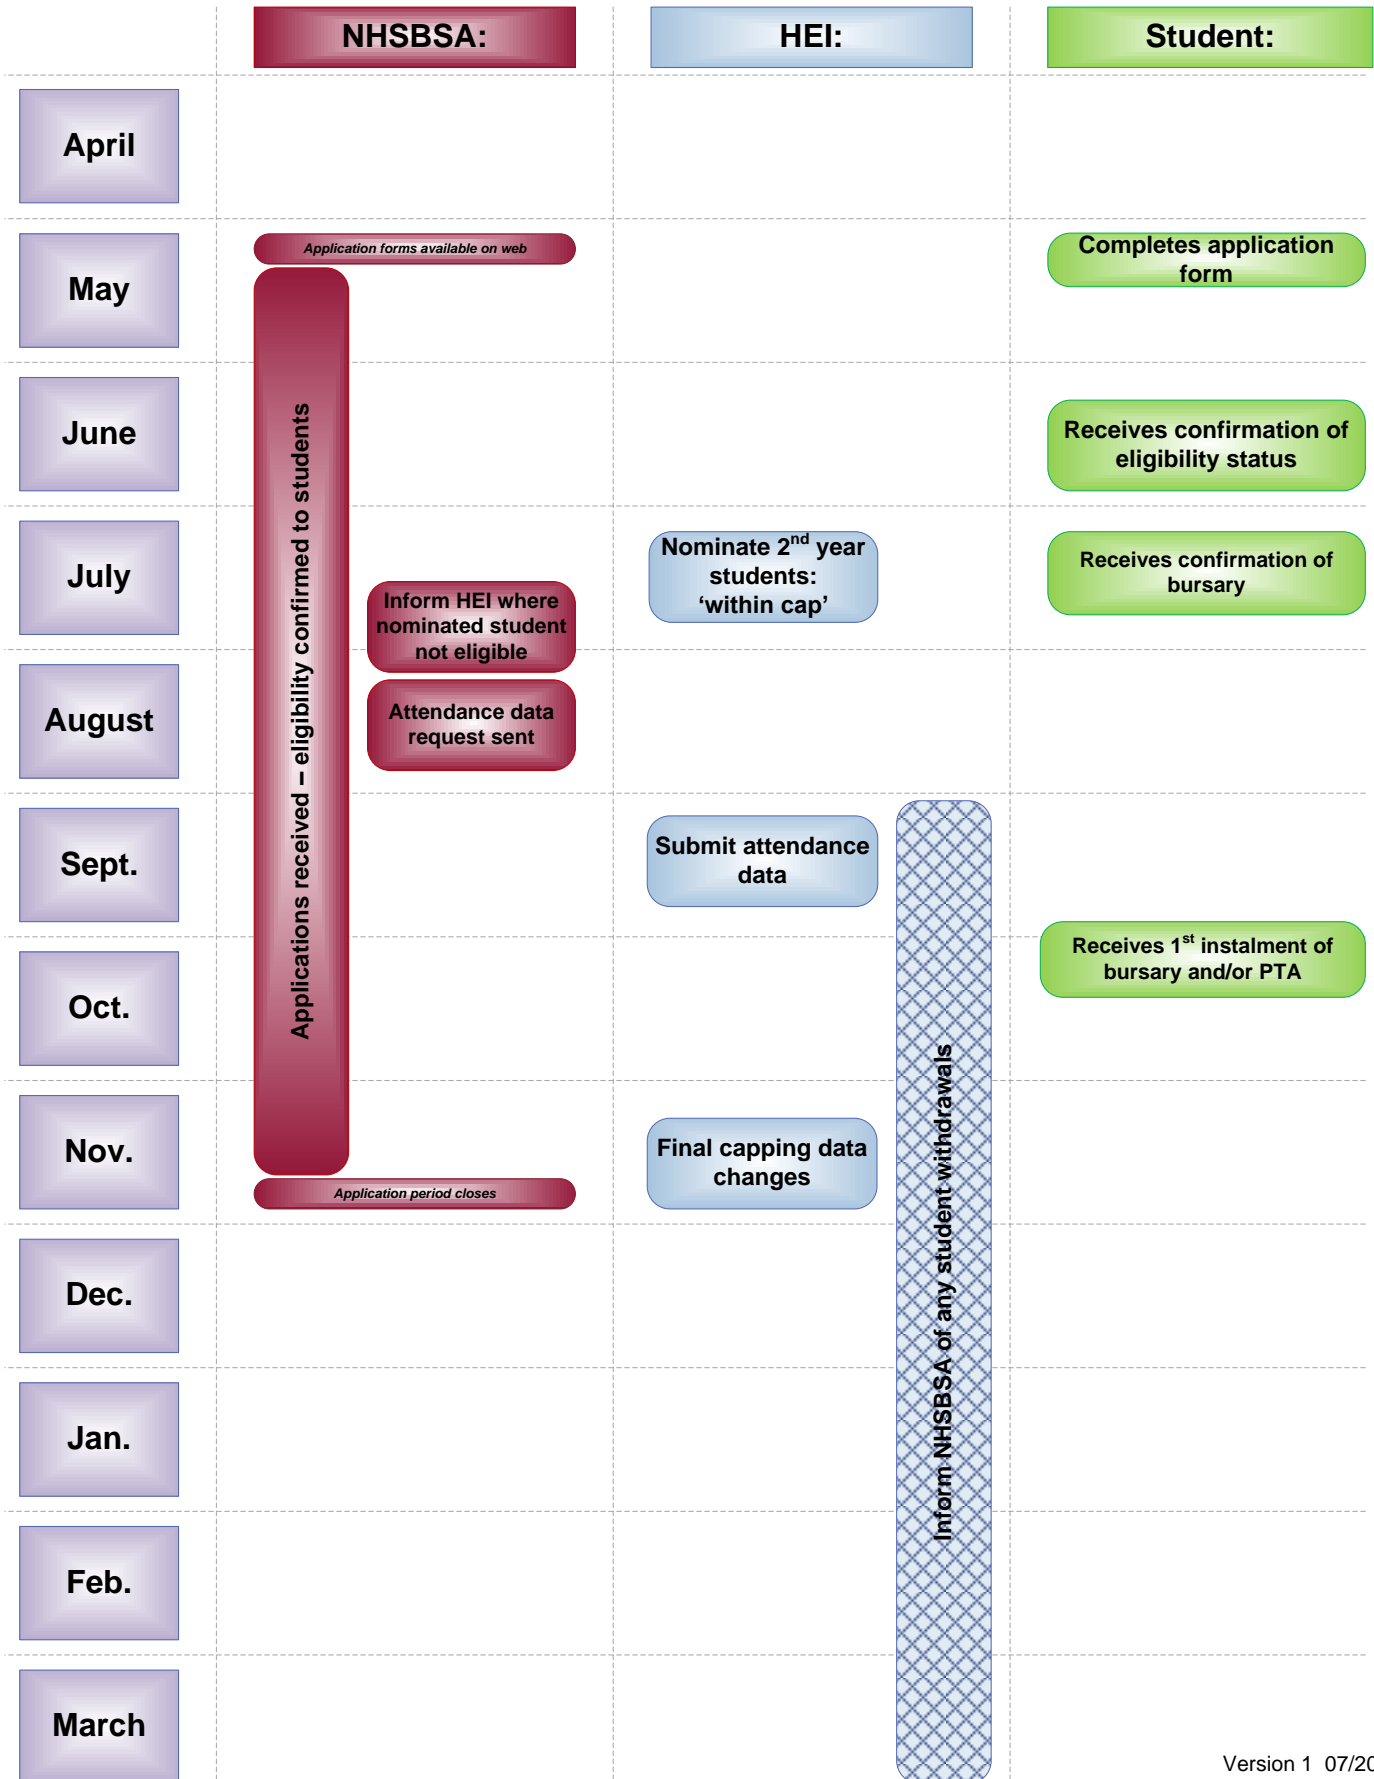 NHSBSA:
HEI:
Student:
April
May
Application forms available on web
Completes application
form
Applications received – eligibility confirmed to students
June
Receives confirmation of
eligibility status
July
Inform HEI where
nominated student
not eligible
Nominate 2nd year
students:
‘within cap’
Receives confirmation of
bursary
August
Attendance data
request sent
Sept.
Submit attendance
data
Inform NHSBSA of any student withdrawals
Oct.
Receives 1st instalment of
bursary and/or PTA
Nov.
Application period closes
Final capping data
changes
Dec.
Jan.
Feb.
March
Version 1 07/20